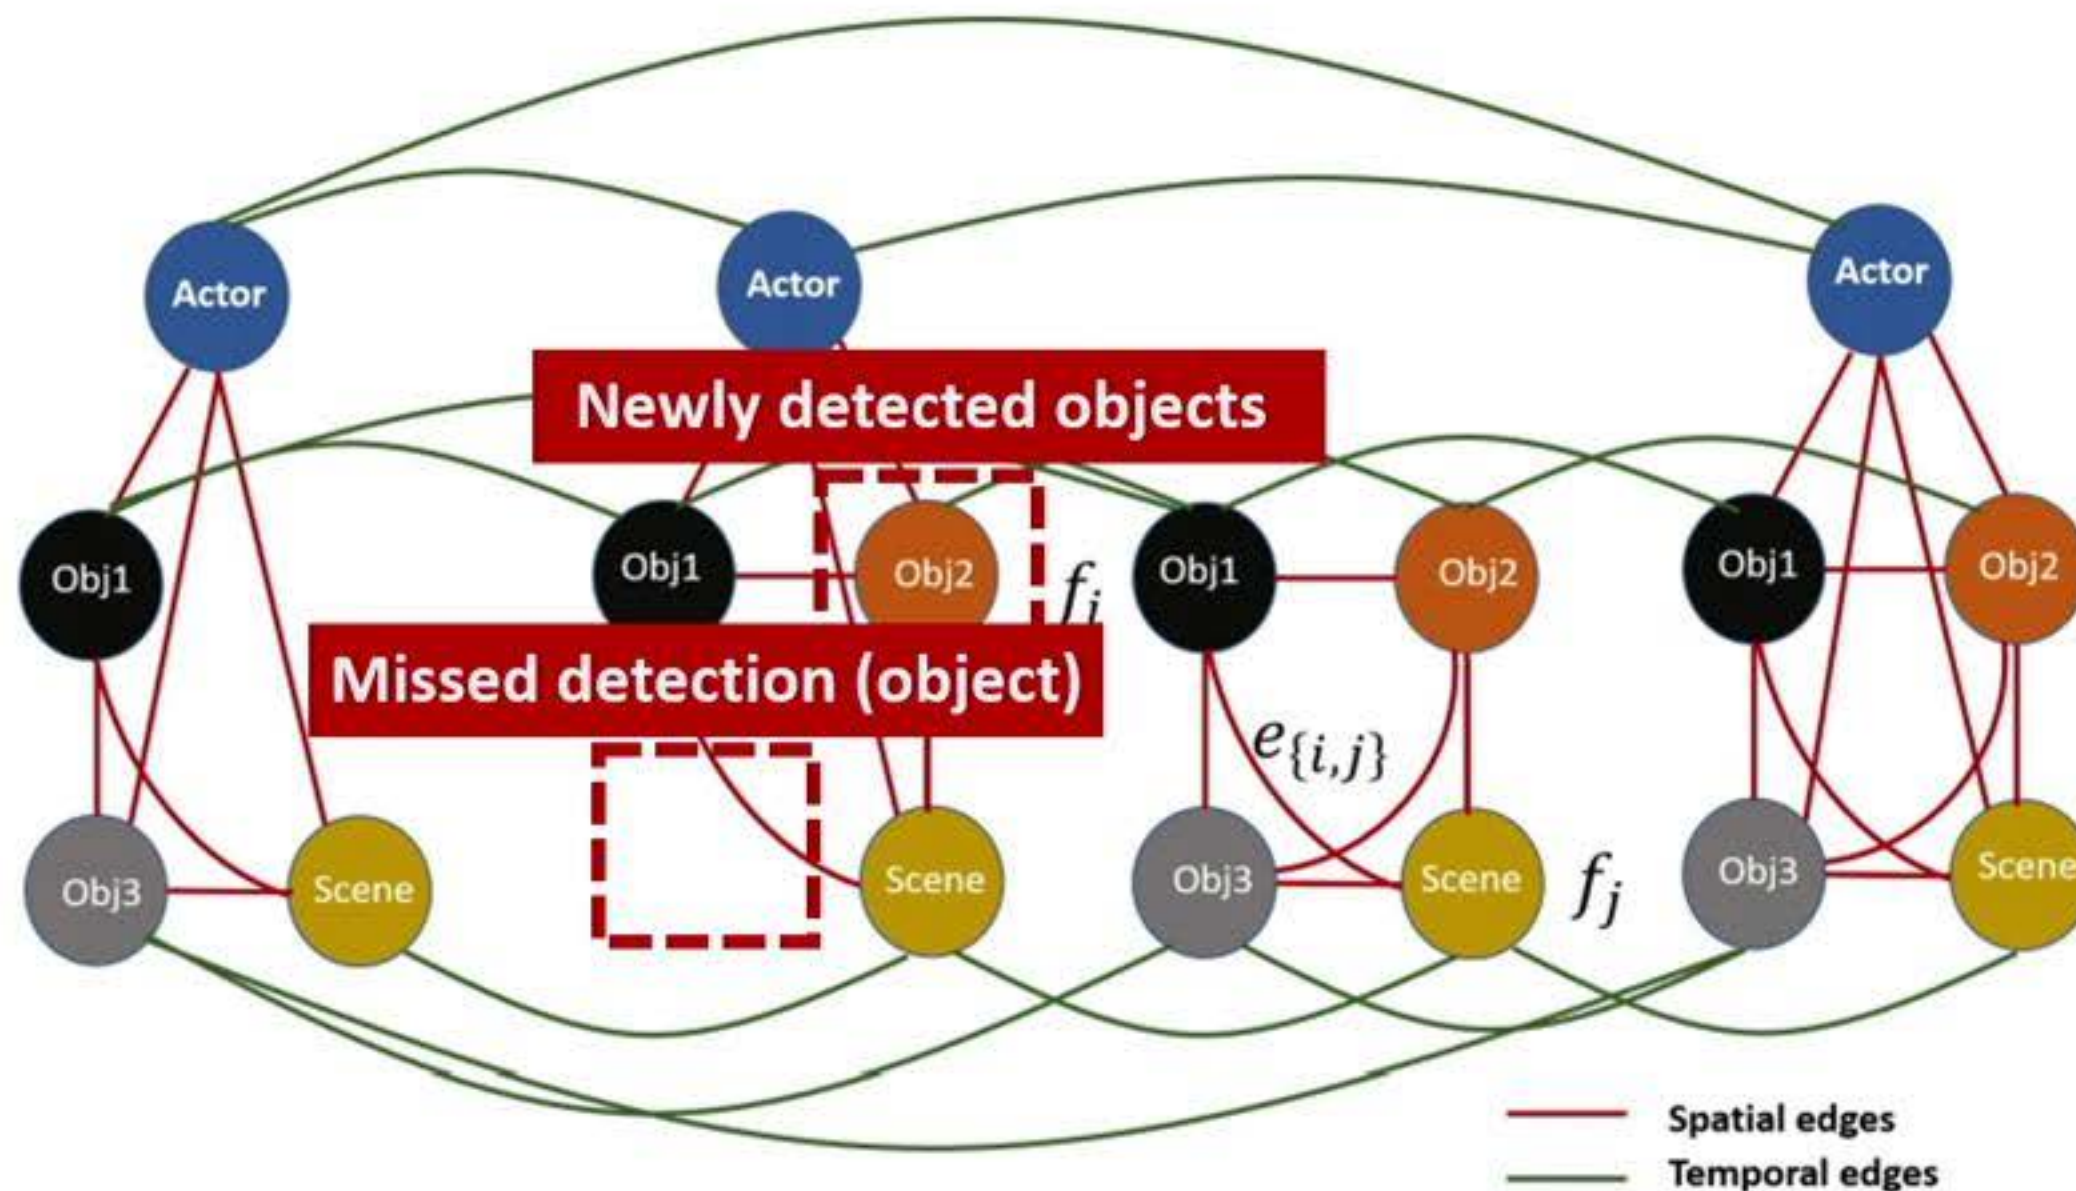 Actor
Actor
Actor
Newly detected objects
Obj1
Obj1
Obj2
f_i
Obj1
Obj2
Obj1
Obj2
Missed detection (object)
e_{i,j}
Obj3
Scene
Scene
Obj3
Scene
f_j
Obj3
Scene
Spatial edges
Temporal edges